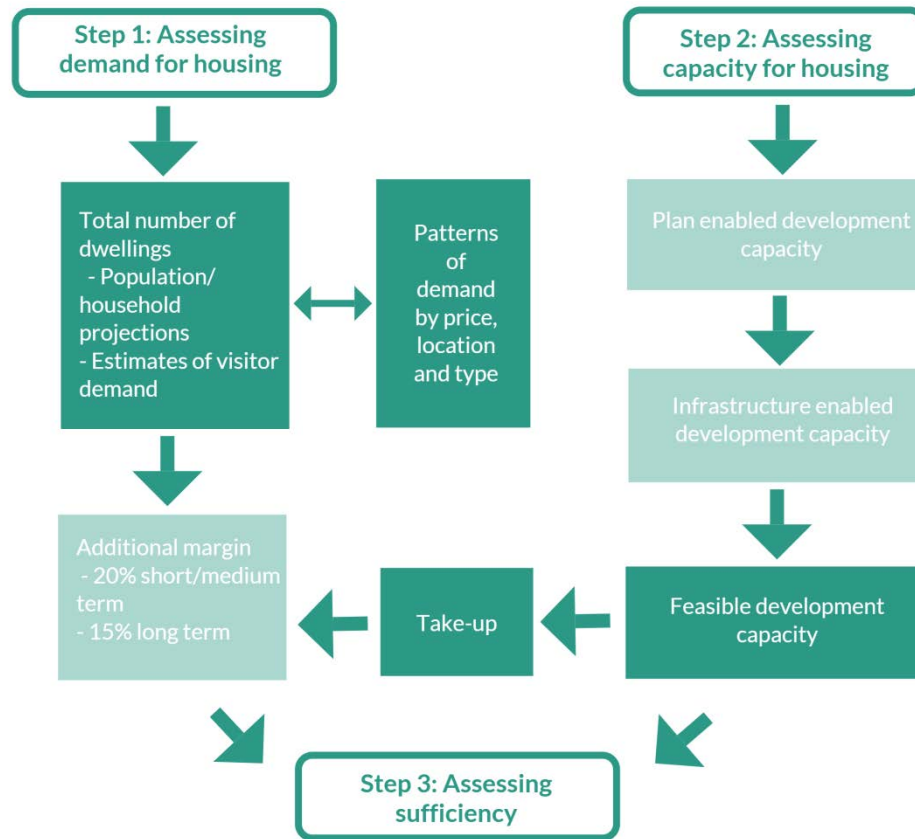 Step 1: Assessing
demand for housing
Step 2: Assessing
capacity for housing
Total number of
dwellings
- Population/
household
projections
- Estimates of visitor
demand
Patterns
of
demand
by price,
location
and type
Plan enabled development
capacity
Infrastructure enabled
development capacity
Additional margin
- 20% short/medium
term
- 15% long term
Take-up
Feasible development
capacity
Step 3: Assessing
sufficiency